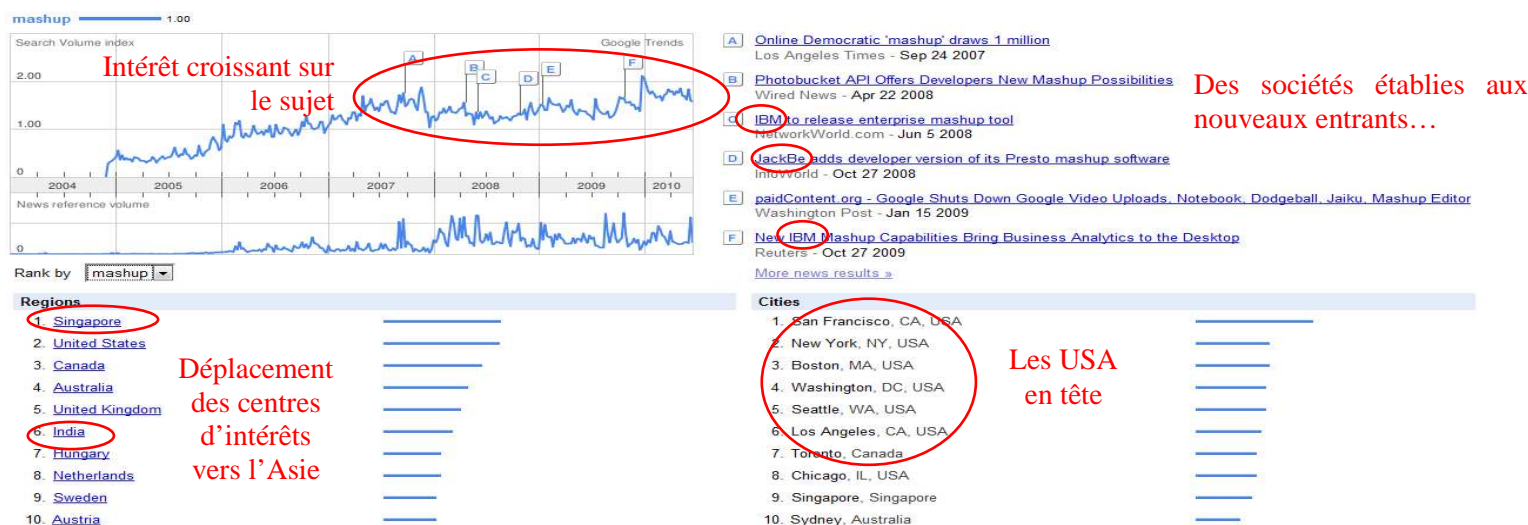 mashup 1.00
Search Volume index Google Trends
A
B
C
D
E
F
Intérêt croissant sur
le sujet
2.00
1.00
0
2004 2005 2006 2007 2008 2009 2010
News reference volume
0
A Online Democratic 'mashup' draws 1 million
Los Angeles Times - Sep 24 2007
B Photobucket API Offers Developers New Mashup Possibilities
Wired News - Apr 22 2008
C IBM to release enterprise mashup tool
NetworkWorld.com - Jun 5 2008
D JackBe adds developer version of its Presto mashup software
InfoWorld - Oct 27 2008
E paidContent.org - Google Shuts Down Google Video Uploads, Notebook, Dodgeball, Jaiku, Mashup Editor
Washington Post - Jan 15 2009
F New IBM Mashup Capabilities Bring Business Analytics to the Desktop
Reuters - Oct 27 2009
More news results »
Des sociétés établies aux
nouveaux entrants…
Rank by mashup
Regions
1. Singapore
2. United States
3. Canada
4. Australia
5. United Kingdom
6. India
7. Hungary
8. Netherlands
9. Sweden
10. Austria
Déplacement
des centres
d'intérêts
vers l'Asie
Cities
1. San Francisco, CA, USA
2. New York, NY, USA
3. Boston, MA, USA
4. Washington, DC, USA
5. Seattle, WA, USA
6. Los Angeles, CA, USA
7. Toronto, Canada
8. Chicago, IL, USA
9. Singapore, Singapore
10. Sydney, Australia
Les USA
en tête